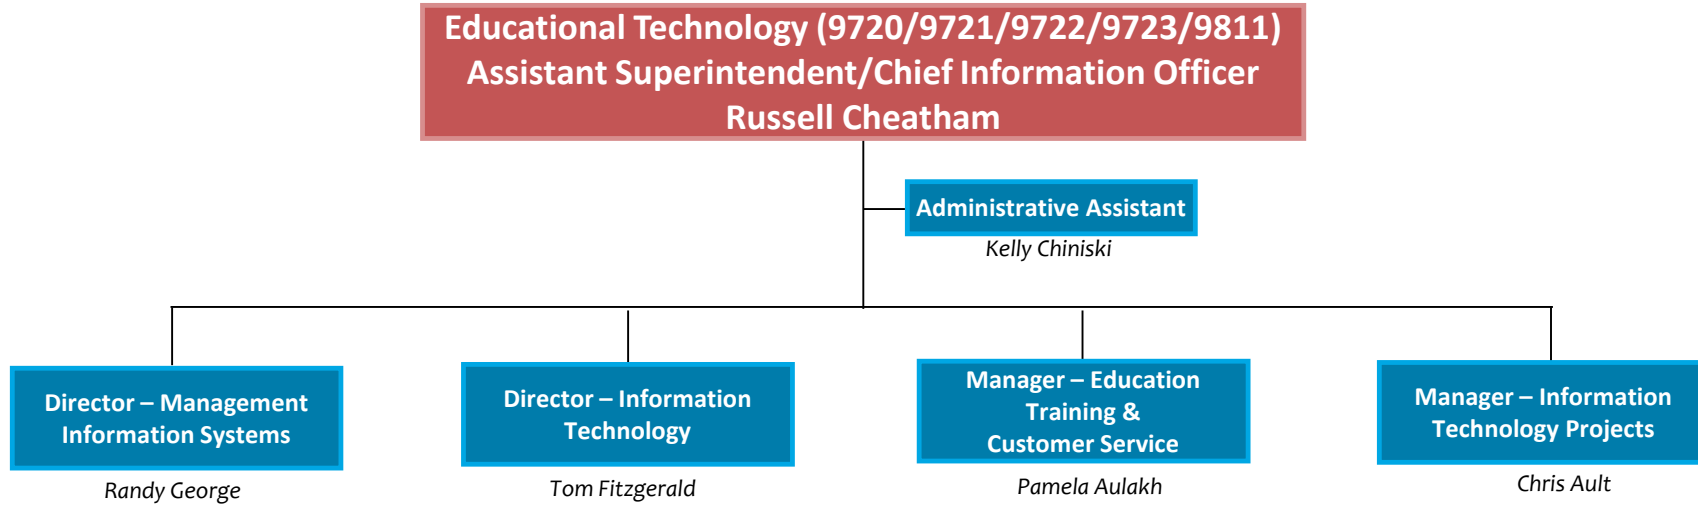 Educational Technology (9720/9721/9722/9723/9811)
Assistant Superintendent/Chief Information Officer
Russell Cheatham
Administrative Assistant
Kelly Chiniski
Director – Management
Information Systems
Randy George
Director – Information
Technology
Tom Fitzgerald
Manager – Education
Training &
Customer Service
Pamela Aulakh
Manager – Information
Technology Projects
Chris Ault